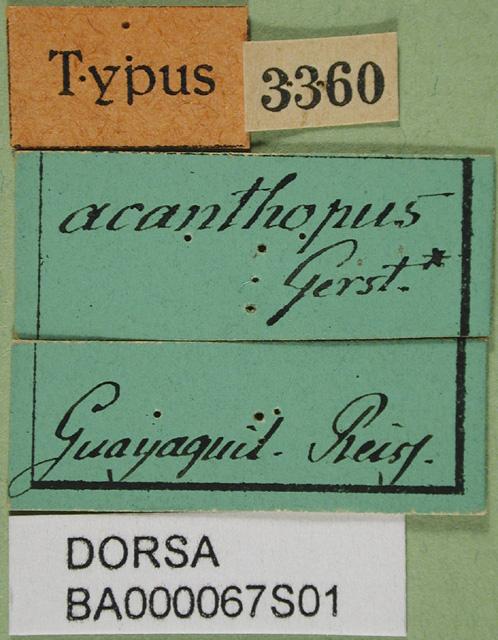 Typus
3360
acanthopus
Gerst.*
Guayaquil. Reiss.
DORSA
BA000067S01